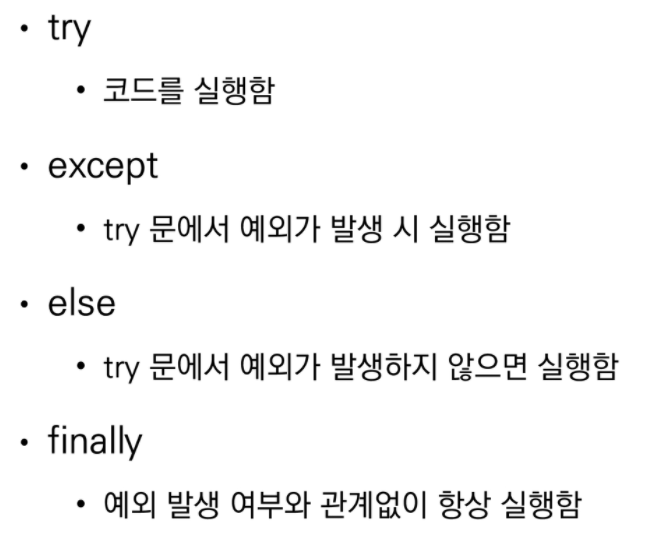 • try
• 코드를 실행함
• except
• try 문에서 예외가 발생 시 실행함
• else
• try 문에서 예외가 발생하지 않으면 실행함
• finally
• 예외 발생 여부와 관계없이 항상 실행함